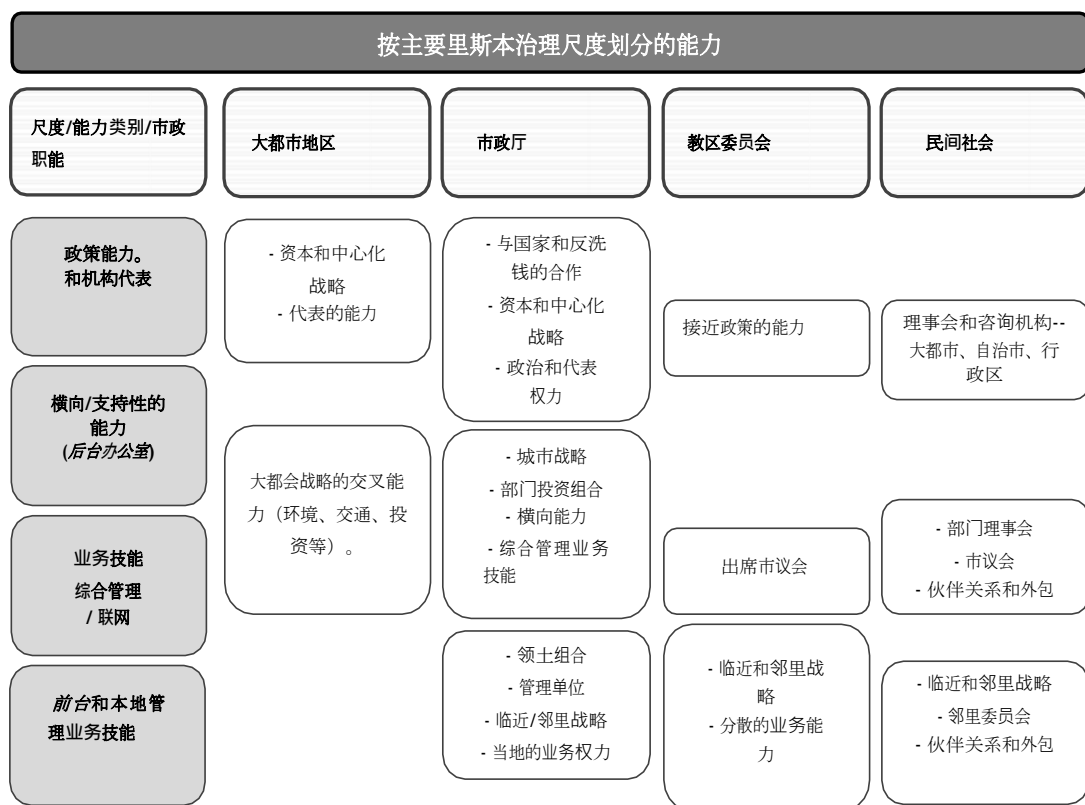 按主要里斯本治理尺度划分的能力
尺度/能力类别/市政
职能
大都市地区
市政厅
教区委员会
民间社会
政策能力。
和机构代表
- 资本和中心化
战略
- 代表的能力
- 与国家和反洗
钱的合作
- 资本和中心化
战略
- 政治和代表
权力
接近政策的能力
理事会和咨询机构--
大都市、自治市、行
政区
横向/支持性的
能力
(后台办公室)
大都会战略的交叉能
力（环境、交通、投
资等）。
- 城市战略
- 部门投资组合
- 横向能力
- 综合管理业务
技能
业务技能
综合管理
/ 联网
出席市议会
- 部门理事会
- 市议会
- 伙伴关系和外包
前台和本地管
理业务技能
- 领土组合
- 管理单位
- 临近/邻里战略
- 当地的业务权力
- 临近和邻里战
略
- 分散的业务能
力
- 临近和邻里战略
- 邻里委员会
- 伙伴关系和外包